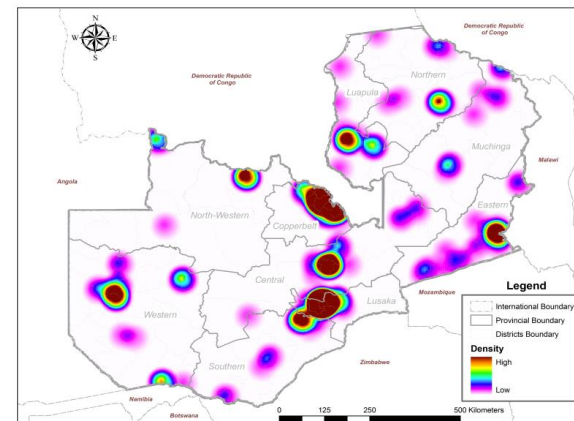 N
W E
S
Democratic Republic
of Congo
Democratic Republic
of Congo
Northern
Luapula
Muchinga
Malawi
Angola
Eastern
North-Western
Copperbelt
Central
Mozambique
Legend
Lusaka
International Boundary
Western
Provincial Boundary
Districts Boundary
Density
High
Southern
Zimbabwe
Low
Namibia
Botswana
0 125 250 500 Kilometers